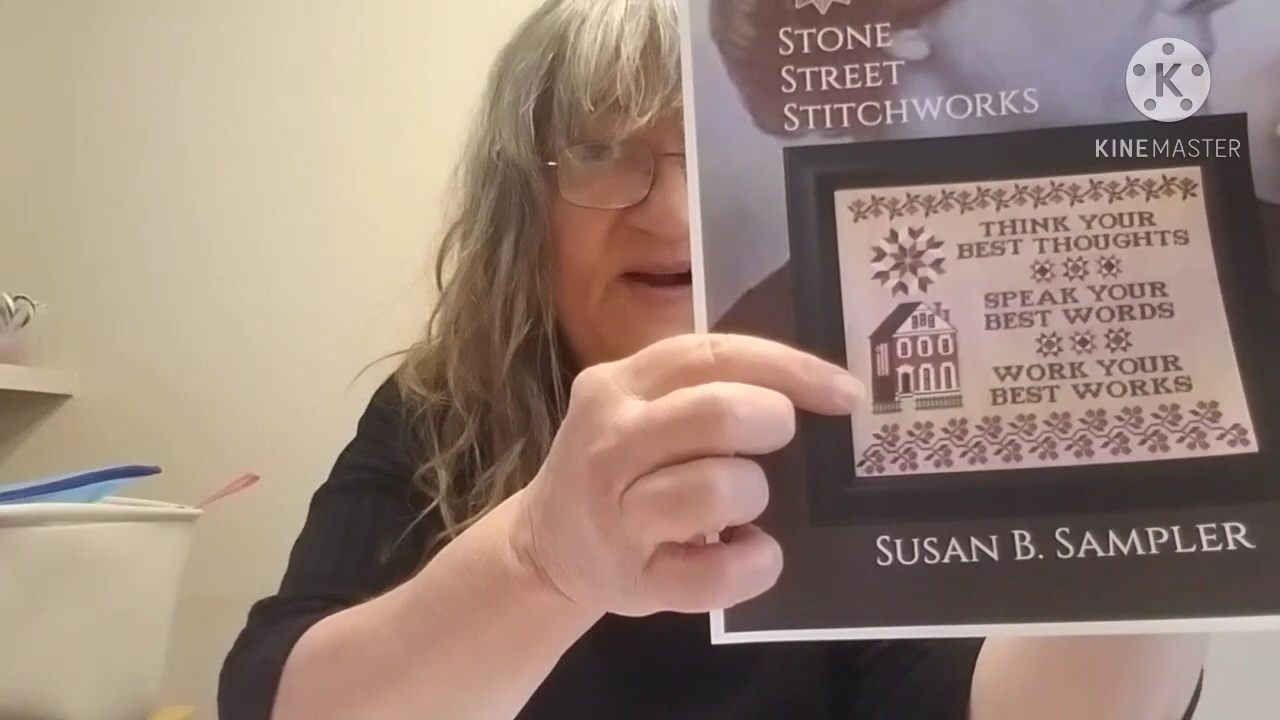 STONE
STREET
STITCHWORKS
K
KINEMASTER
THINK YOUR
BEST THOUGHTS
SPEAK YOUR
BEST WORDS
WORK YOUR
BEST WORKS
SUSAN B. SAMPLER